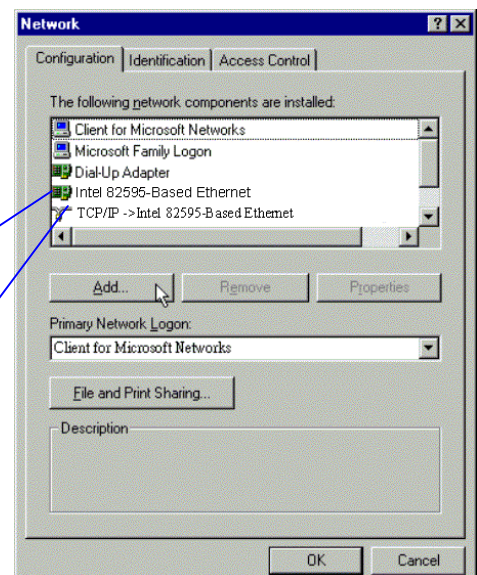 Network
Configuration Identification Access Control
The following network components are installed:
Client for Microsoft Networks
Microsoft Family Logon
Dial-Up Adapter
Intel 82595-Based Ethernet
TCP/IP ->Intel 82595-Based Ethernet
Add... Remove Properties
Primary Network Logon:
Client for Microsoft Networks
File and Print Sharing...
Description
OK Cancel